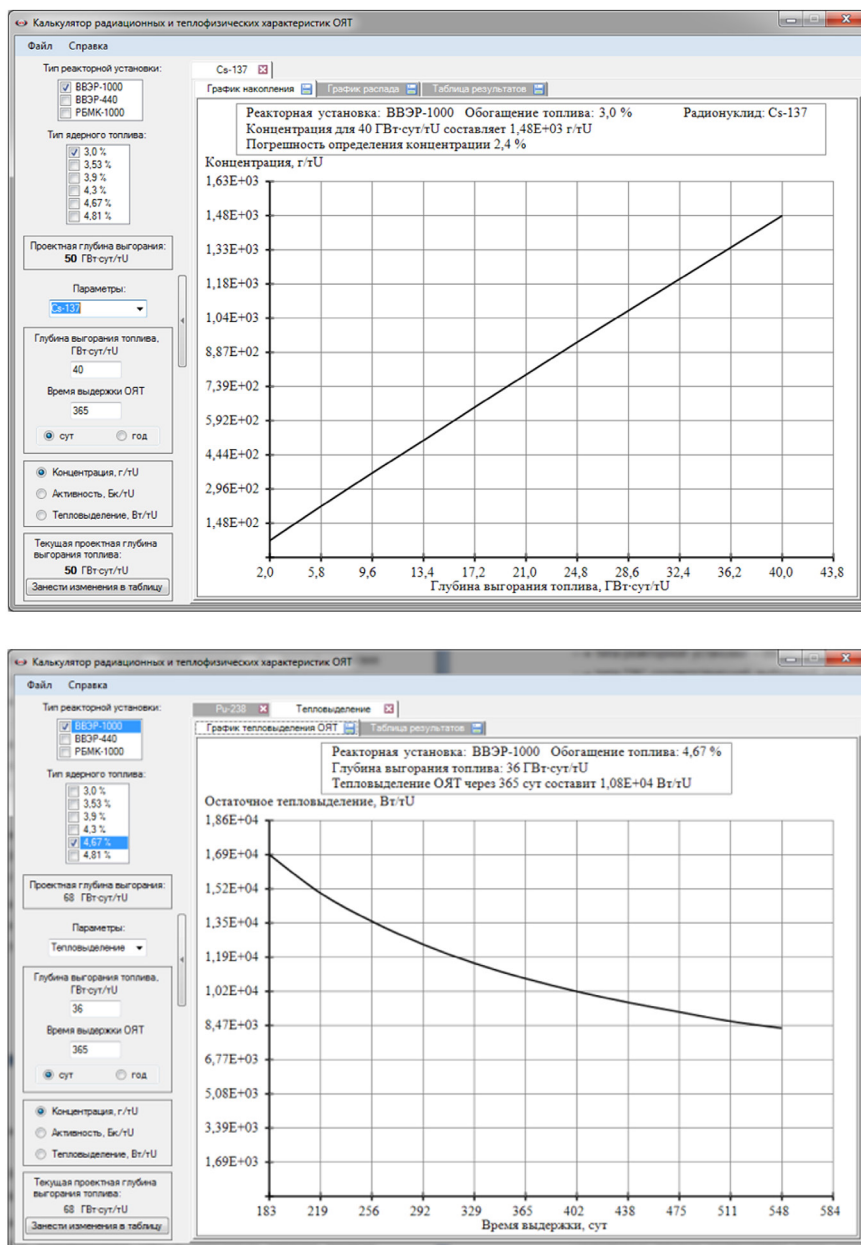 Калькулятор радиационных и теплофизических характеристик ОЯТ
Файл Справка
Тип реакторной установки:
ВВЭР-1000
ВВЭР-440
РБМК-1000
Тип ядерного топлива:
3,0 %
3,53 %
3,9 %
4,3 %
4,67 %
4,81 %
Проектная глубина выгорания:
50 ГВт·сут/тU
Параметры:
Cs-137
Глубина выгорания топлива,
ГВт·сут/тU
40
Время выдержки ОЯТ
365
сут год
Концентрация, г/тU
Активность, Бк/тU
Тепловыделение, Вт/тU
Текущая проектная глубина
выгорания топлива:
50 ГВт·сут/тU
Занести изменения в таблицу
Cs-137
График накопления График распада Таблица результатов
Реакторная установка: ВВЭР-1000 Обогащение топлива: 3,0 % Радионуклид: Cs-137
Концентрация для 40 ГВт·сут/тU составляет 1,48E+03 г/тU
Погрешность определения концентрации 2,4 %
Концентрация, г/тU
1,63E+03
1,48E+03
1,33E+03
1,18E+03
1,04E+03
8,87E+02
7,39E+02
5,92E+02
4,44E+02
2,96E+02
1,48E+02
2,0 5,8 9,6 13,4 17,2 21,0 24,8 28,6 32,4 36,2 40,0 43,8
Глубина выгорания топлива, ГВт·сут/тU
Калькулятор радиационных и теплофизических характеристик ОЯТ
Файл Справка
Тип реакторной установки:
ВВЭР-1000
ВВЭР-440
РБМК-1000
Тип ядерного топлива:
3,0 %
3,53 %
3,9 %
4,3 %
4,67 %
4,81 %
Проектная глубина выгорания:
68 ГВт·сут/тU
Параметры:
Тепловыделение
Глубина выгорания топлива,
ГВт·сут/тU
36
Время выдержки ОЯТ
365
сут год
Концентрация, г/тU
Активность, Бк/тU
Тепловыделение, Вт/тU
Текущая проектная глубина
выгорания топлива:
68 ГВт·сут/тU
Занести изменения в таблицу
Pu-238 Тепловыделение
График тепловыделения ОЯТ Таблица результатов
Реакторная установка: ВВЭР-1000 Обогащение топлива: 4,67 %
Глубина выгорания топлива: 36 ГВт·сут/тU
Тепловыделение ОЯТ через 365 сут составит 1,08E+04 Вт/тU
Остаточное тепловыделение, Вт/тU
1,86E+04
1,69E+04
1,52E+04
1,35E+04
1,19E+04
1,02E+04
8,47E+03
6,77E+03
5,08E+03
3,39E+03
1,69E+03
183 219 256 292 329 365 402 438 475 511 548 584
Время выдержки, сут